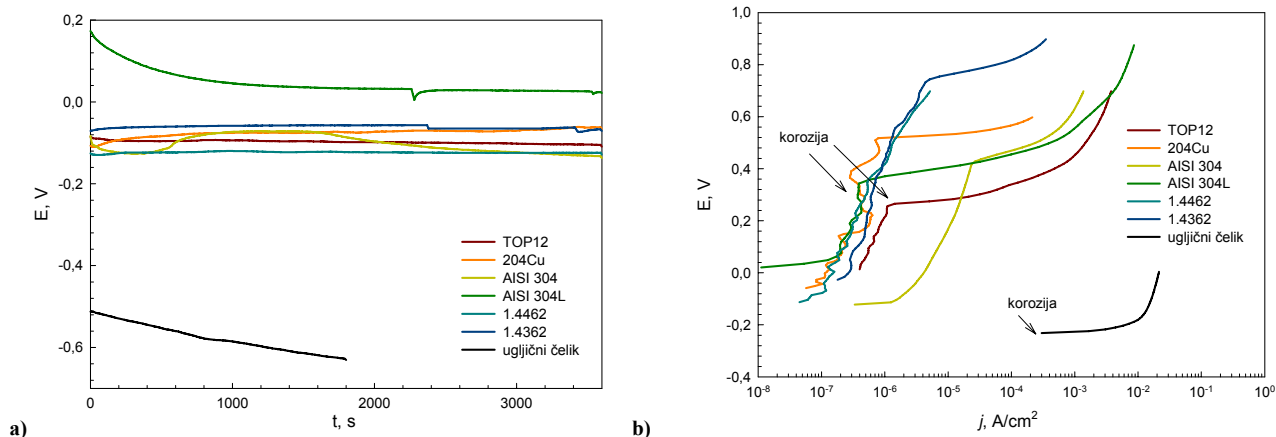 0,2
0,0
-0,2
-0,4
-0,6
E, V
0
1000
2000
3000
t, s
TOP12
204Cu
AISI 304
AISI 304L
1.4462
1.4362
ugljični čelik
a)
1,0
0,8
0,6
0,4
0,2
0,0
-0,2
-0,4
E, V
10-8
10-7
10-6
10-5
10-4
10-3
10-2
10-1
100
j, A/cm2
korozija
korozija
TOP12
204Cu
AISI 304
AISI 304L
1.4462
1.4362
ugljični čelik
b)